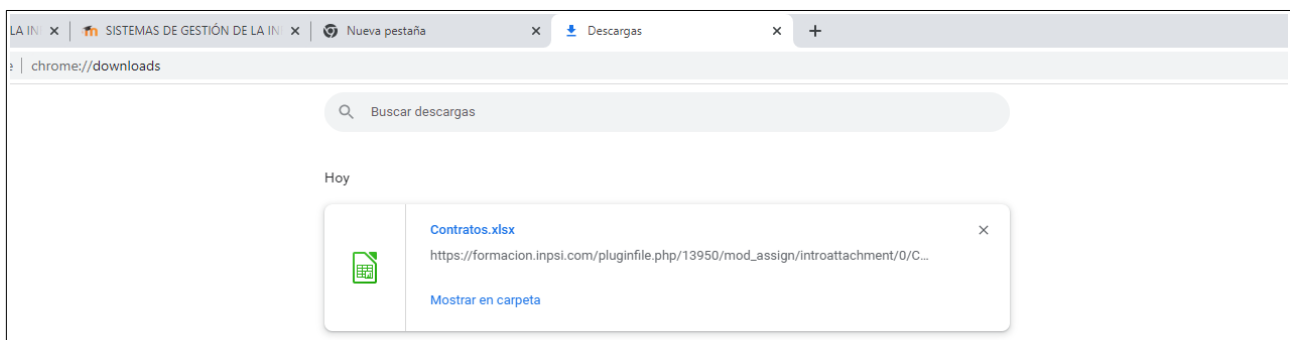 LA IN
SISTEMAS DE GESTIÓN DE LA IN
Nueva pestaña
Descargas
chrome://downloads
Buscar descargas
Hoy
Contratos.xlsx
https://formacion.inpsi.com/pluginfile.php/13950/mod_assign/introattachment/0/C...
Mostrar en carpeta